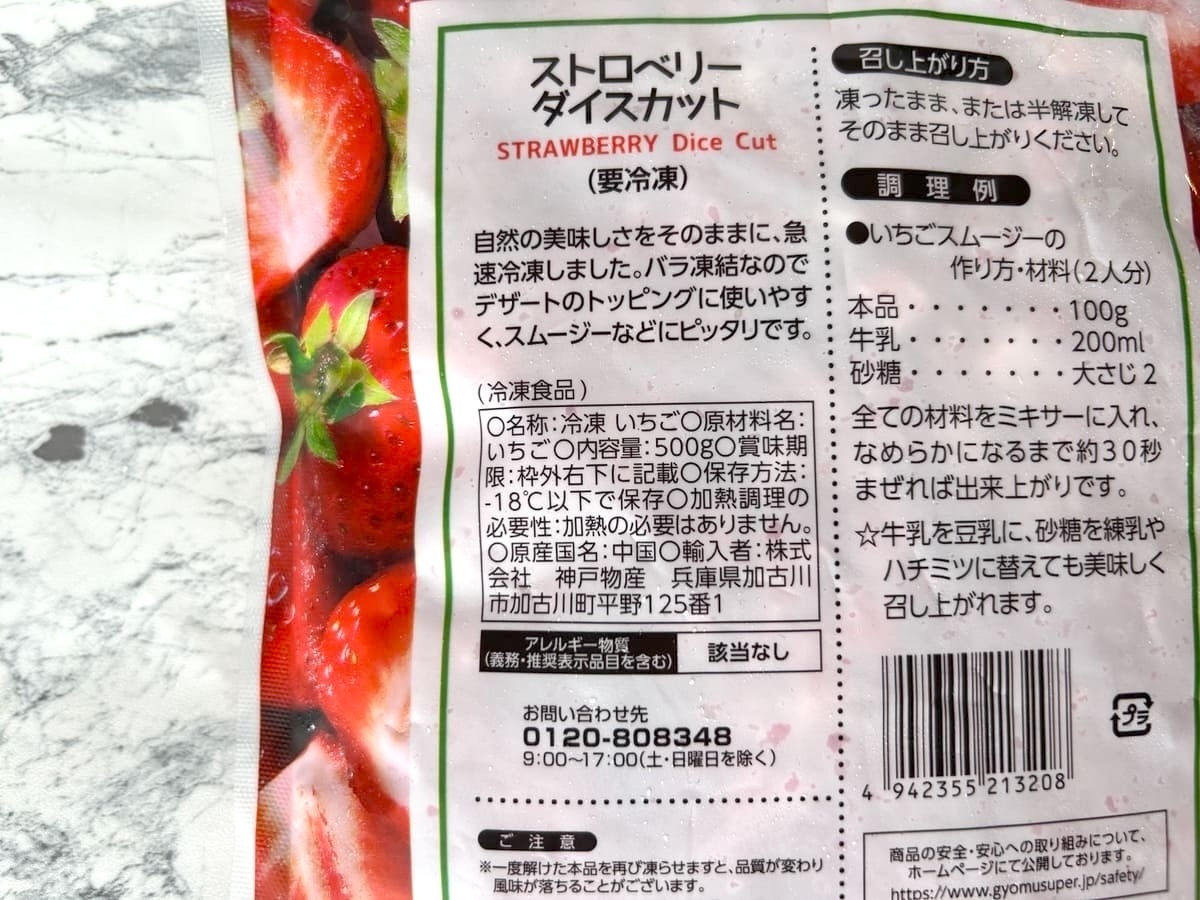 ストロベリー
ダイスカット
STRAWBERRY Dice Cut
(要冷凍)
自然の美味しさをそのままに、急
速冷凍しました。バラ凍結なので
デザートのトッピングに使いやす
く、スムージーなどにピッタリです。
(冷凍食品)
○名称:冷凍 いちご○原材料名:
いちご○内容量:500g○賞味期
限:枠外右下に記載○保存方法:
-18℃以下で保存○加熱調理の
必要性:加熱の必要はありません。
○原産国名:中国○輸入者:株式
会社 神戸物産 兵庫県加古川
市加古川町平野125番1
アレルギー物質
(義務・推奨表示品目を含む)
該当なし
お問い合わせ先
0120-808348
9:00〜17:00(土・日曜日を除く)
ご注意
※一度解けた本品を再び凍らせますと、品質が変わり
風味が落ちることがございます。
召し上がり方
凍ったまま、または半解凍して
そのまま召し上がりください。
調理例
●いちごスムージーの
作り方・材料(2人分)
本品・・・・・・・100g
牛乳・・・・・・・200ml
砂糖・・・・・・・大さじ2
全ての材料をミキサーに入れ、
なめらかになるまで約30秒
まぜれば出来上がりです。
☆牛乳を豆乳に、砂糖を練乳や
ハチミツに替えても美味しく
召し上がれます。
プラ
4 942355 213208
商品の安全・安心への取り組みについて、
ホームページにて公開しております。
https://www.gyomusuper.jp/safety/